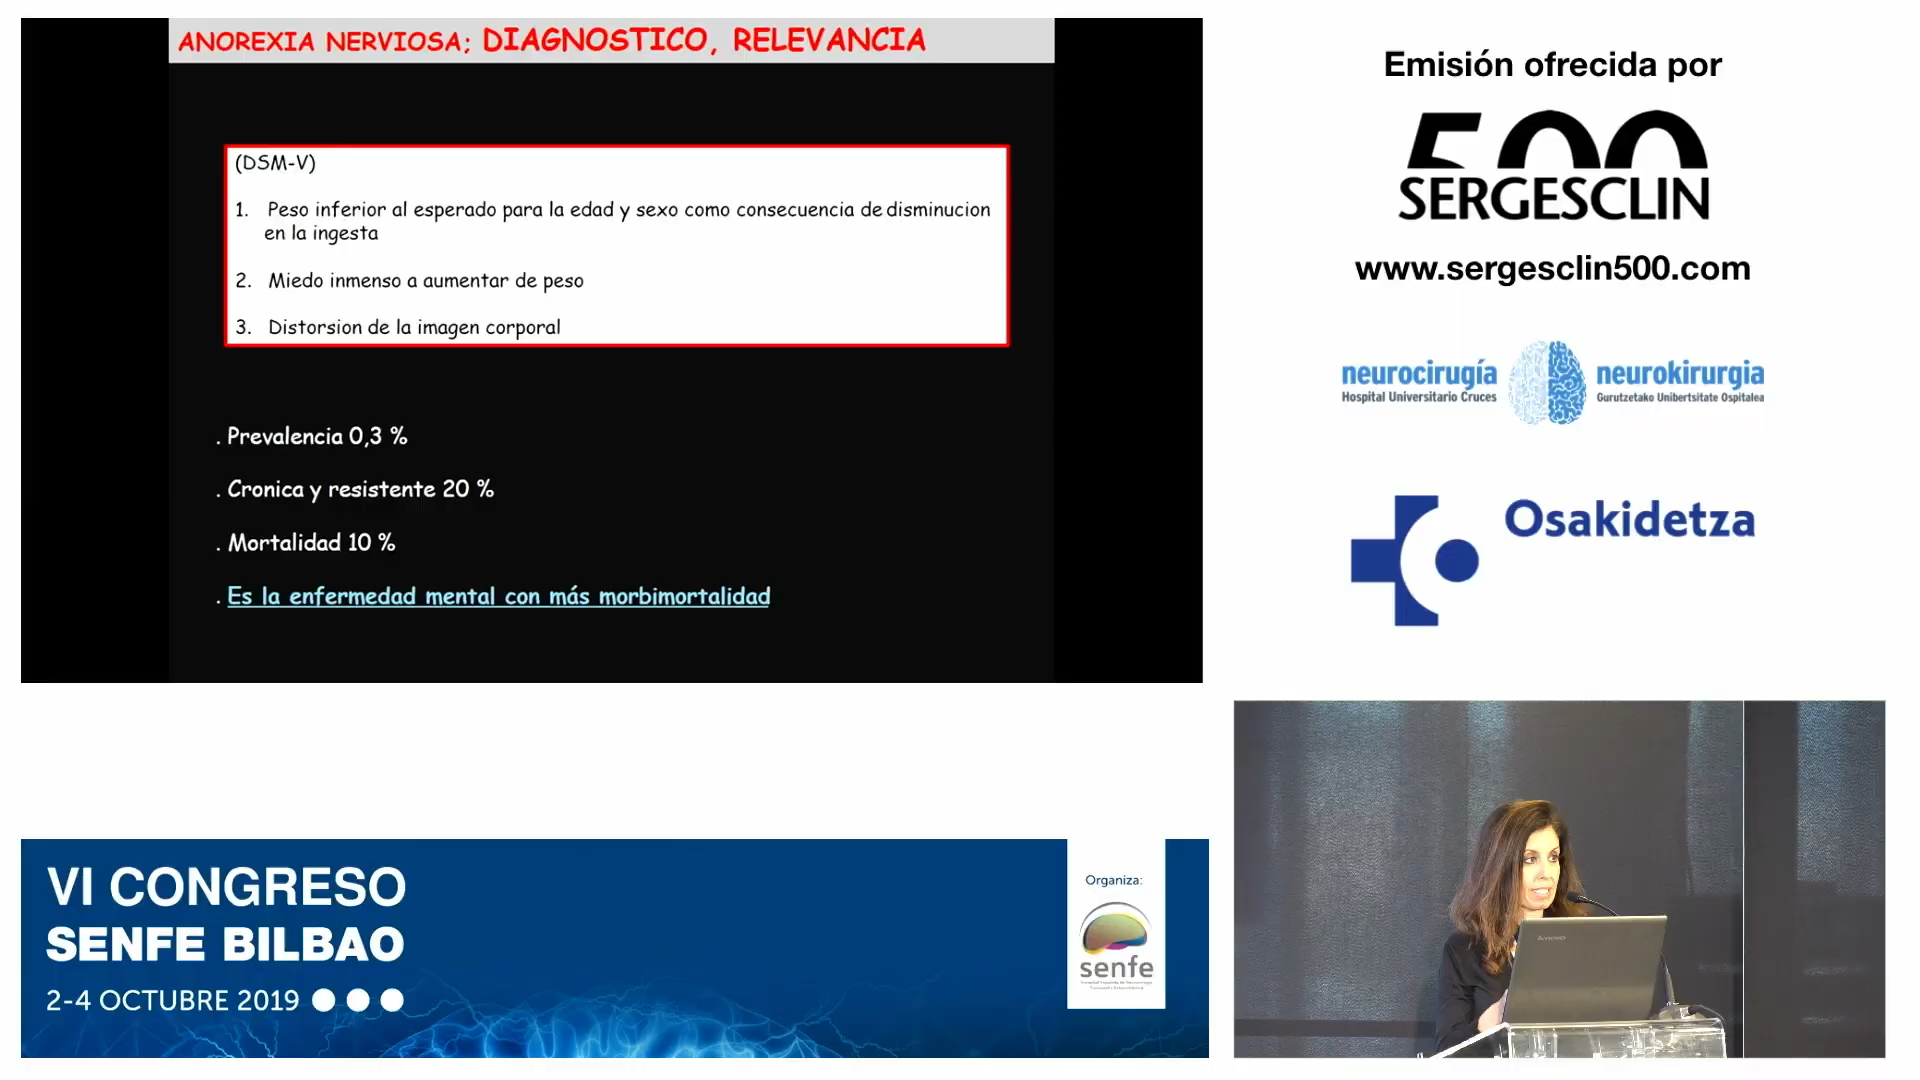 ANOREXIA NERVIOSA; DIAGNOSTICO, RELEVANCIA
(DSM-V)
1. Peso inferior al esperado para la edad y sexo como consecuencia de disminucion
en la ingesta
2. Miedo inmenso a aumentar de peso
3. Distorsion de la imagen corporal
. Prevalencia 0,3 %
. Cronica y resistente 20 %
. Mortalidad 10 %
. Es la enfermedad mental con más morbimortalidad
Emisión ofrecida por
500
SERGESCLIN
www.sergesclin500.com
neurocirugía
Hospital Universitario Cruces
neurokirurgia
Gurutzetako Unibertsitate Ospitalea
Osakidetza
VI CONGRESO
SENFE BILBAO
2-4 OCTUBRE 2019
Organiza:
senfe
Lenovo